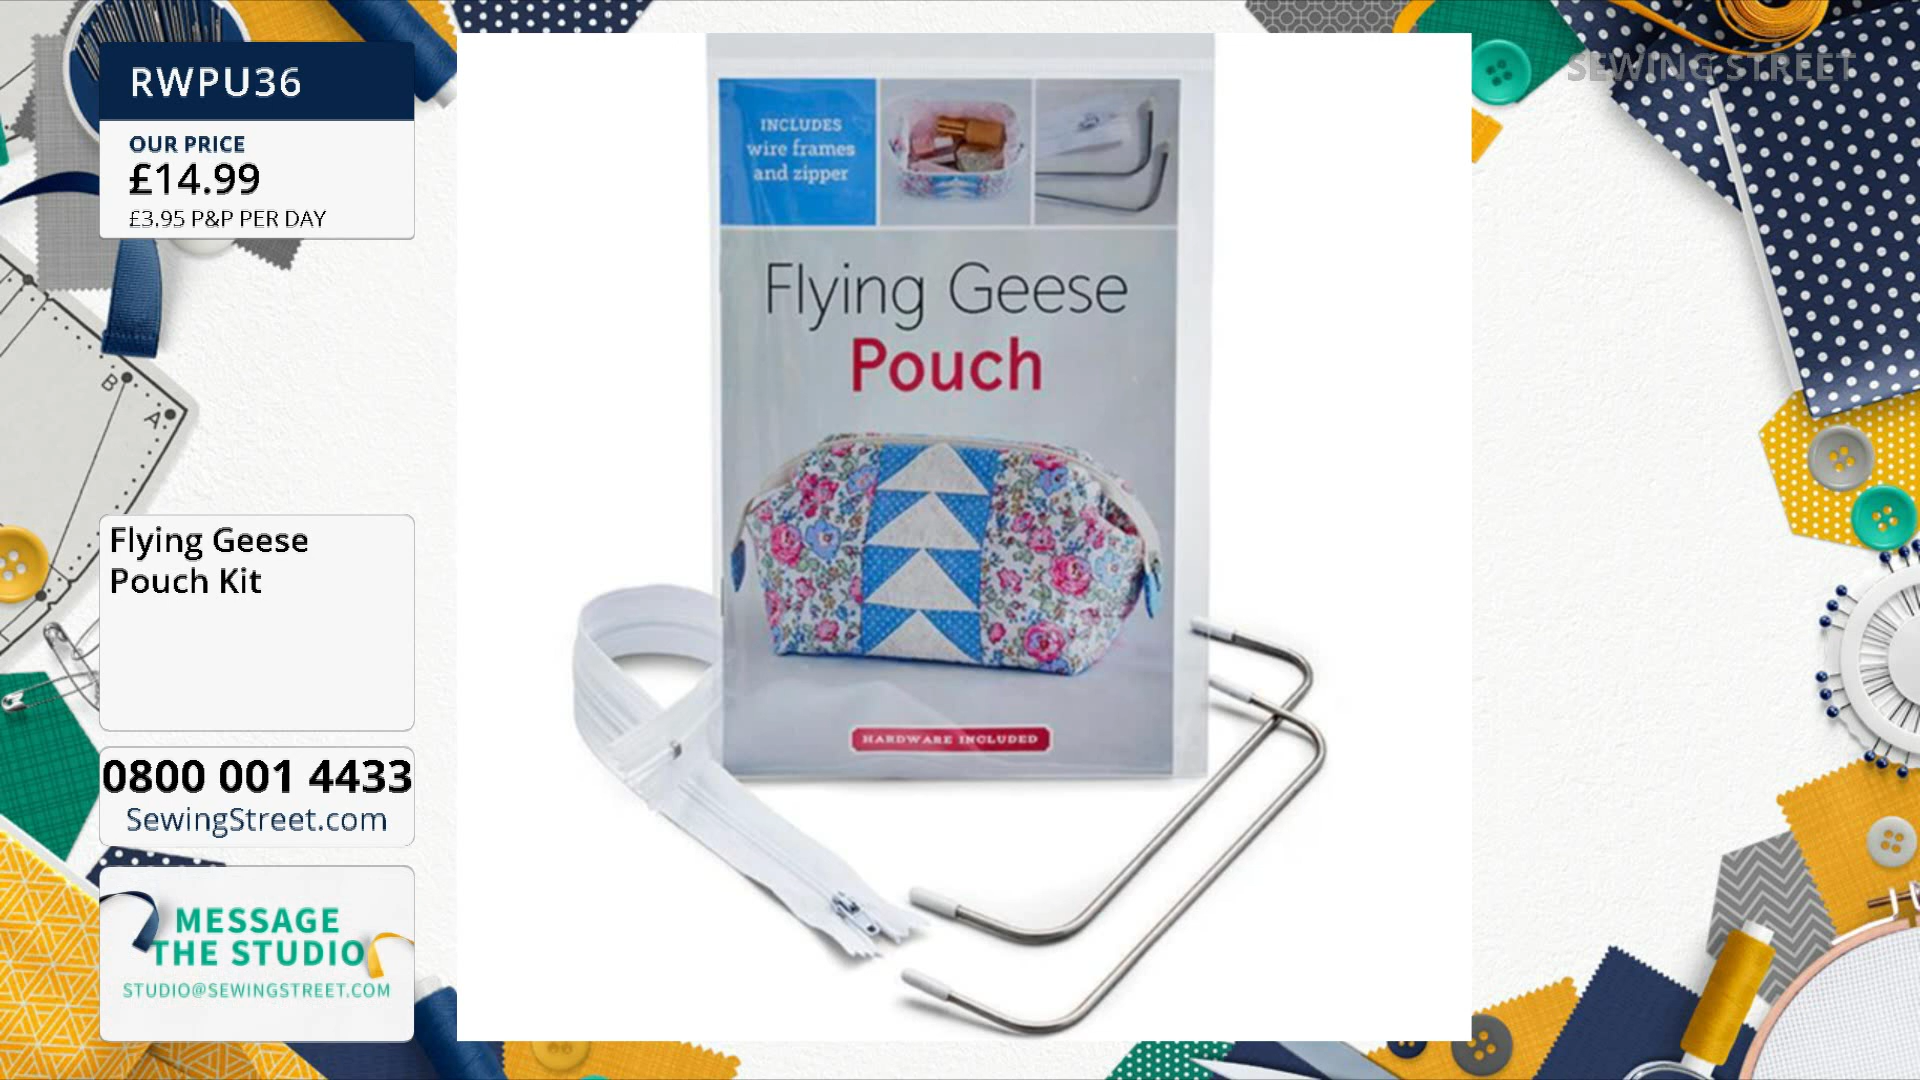 RWPU36
OUR PRICE
£14.99
£3.95 P&P PER DAY
Flying Geese
Pouch Kit
0800 001 4433
SewingStreet.com
MESSAGE
THE STUDIO
STUDIO@SEWINGSTREET.COM
INCLUDES
wire frames
and zipper
Flying Geese
Pouch
HARDWARE INCLUDED
SEWING STREET
B
A